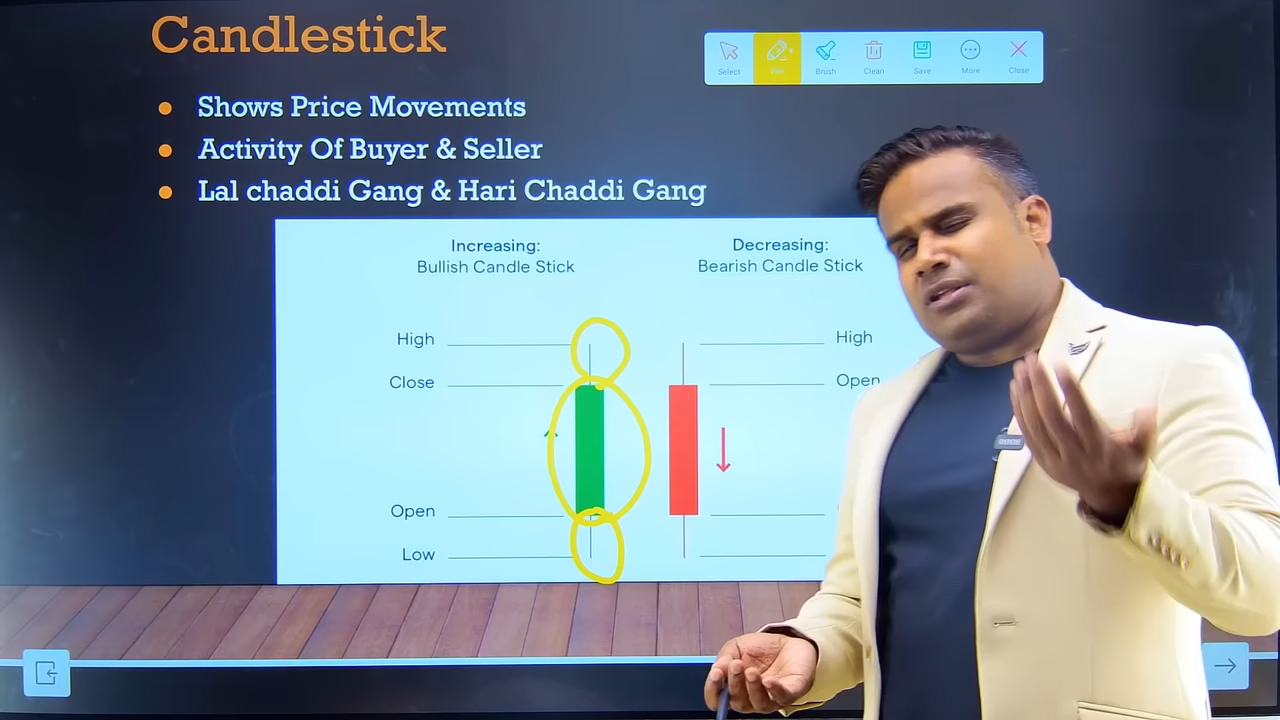 Candlestick
Select
Pen
Brush
Clean
Save
More
Close
Shows Price Movements
Activity Of Buyer & Seller
Lal chaddi Gang & Hari Chaddi Gang
Increasing:
Bullish Candle Stick
Decreasing:
Bearish Candle Stick
High
High
Close
Open
Open
Low